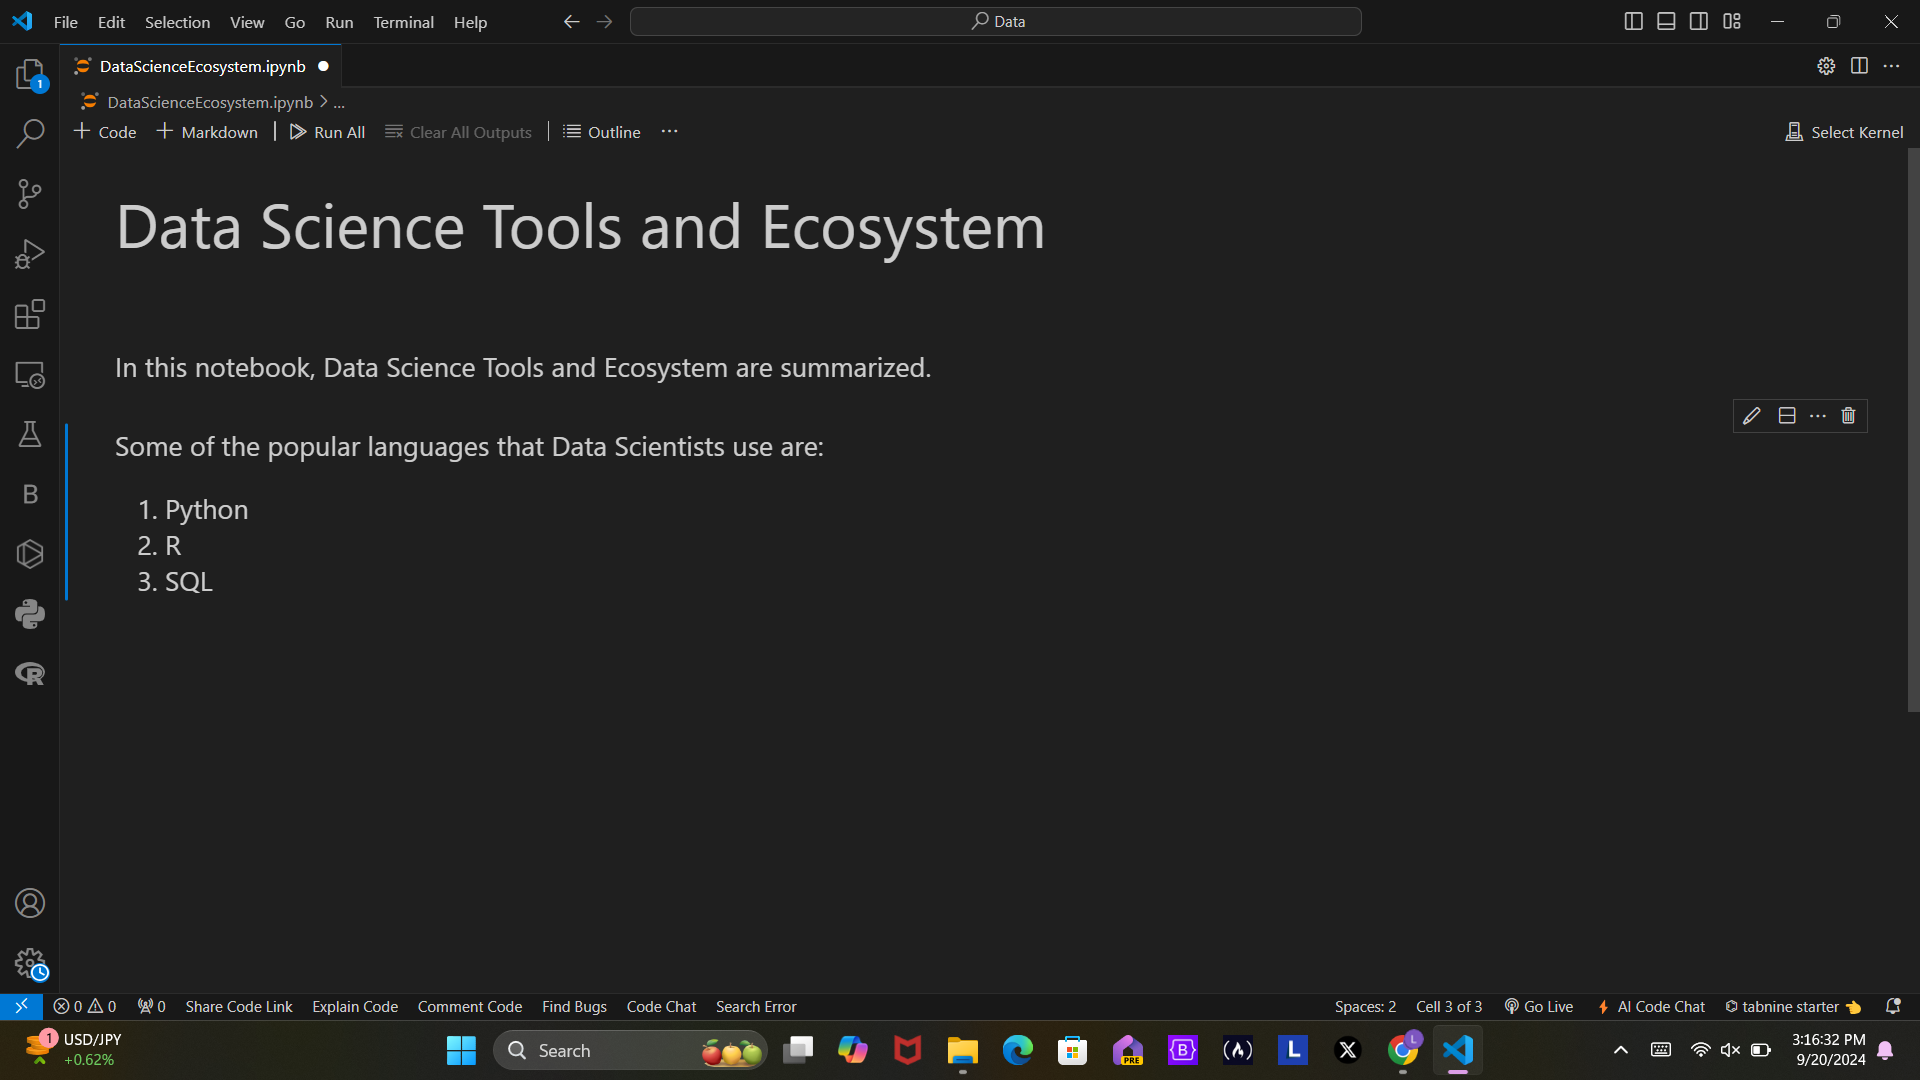 File Edit Selection View Go Run Terminal Help
Data
DataScienceEcosystem.ipynb
1
DataScienceEcosystem.ipynb > ...
Code Markdown Run All Clear All Outputs Outline ...
Select Kernel
Data Science Tools and Ecosystem
In this notebook, Data Science Tools and Ecosystem are summarized.
Some of the popular languages that Data Scientists use are:
1. Python
2. R
3. SQL
B
R
0 0 0 Share Code Link Explain Code Comment Code Find Bugs Code Chat Search Error
Spaces: 2 Cell 3 of 3 Go Live AI Code Chat tabnine starter
1
USD/JPY
+0.62%
Search
PRE
B
L
X
L
3:16:32 PM
9/20/2024